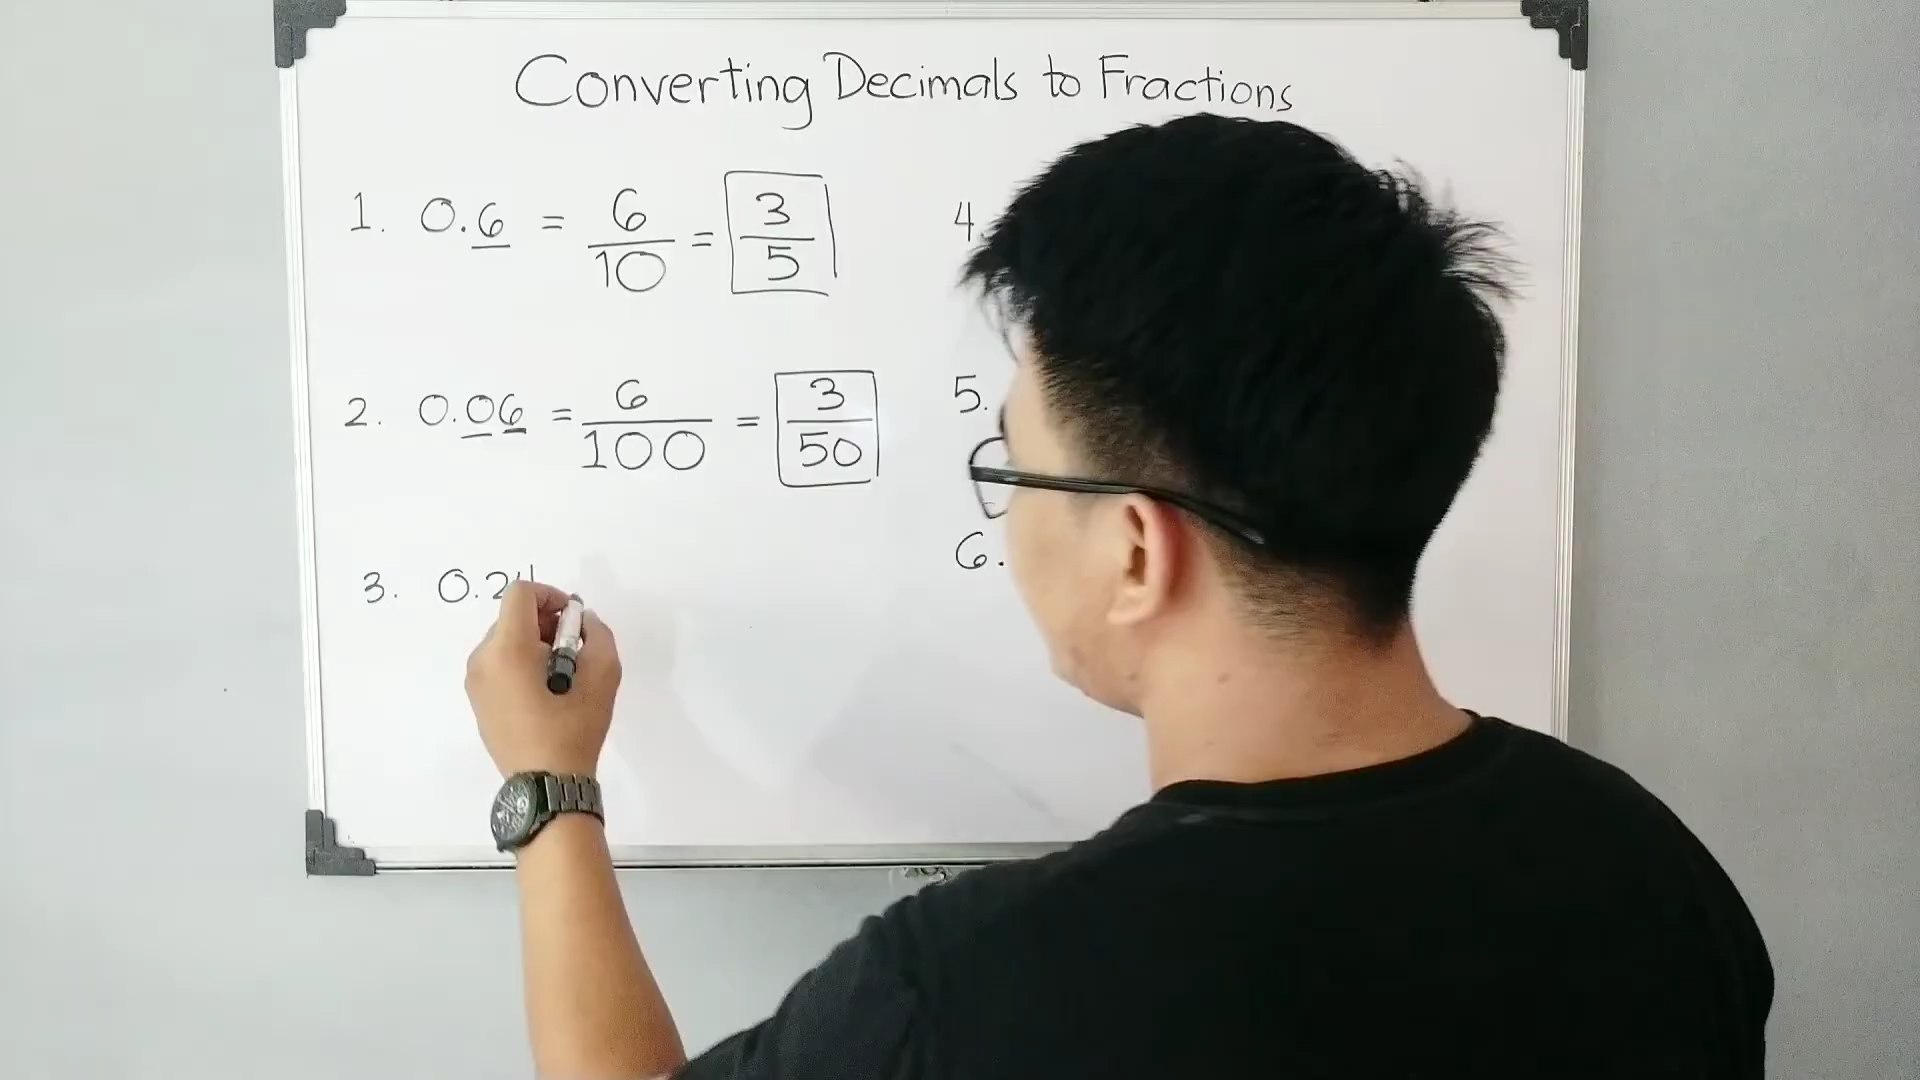 Converting Decimals to Fractions
1. 0.6 = 6/10 = 3/5
2. 0.06 = 6/100 = 3/50
3. 0.24
4.
5.
6.